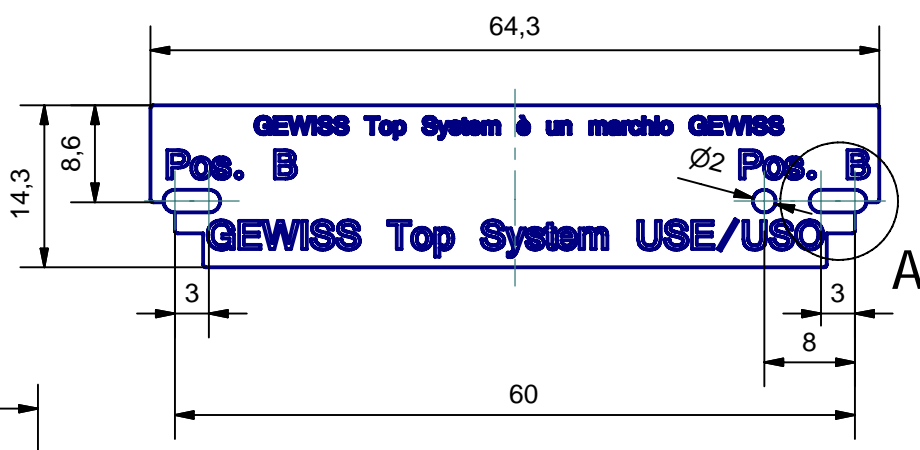 64,3
GEWISS Top System è un marchio GEWISS
8,6
14,3
Pos. B
Ø2
Pos. B
GEWISS Top System USE/USO
A
3
3
8
60